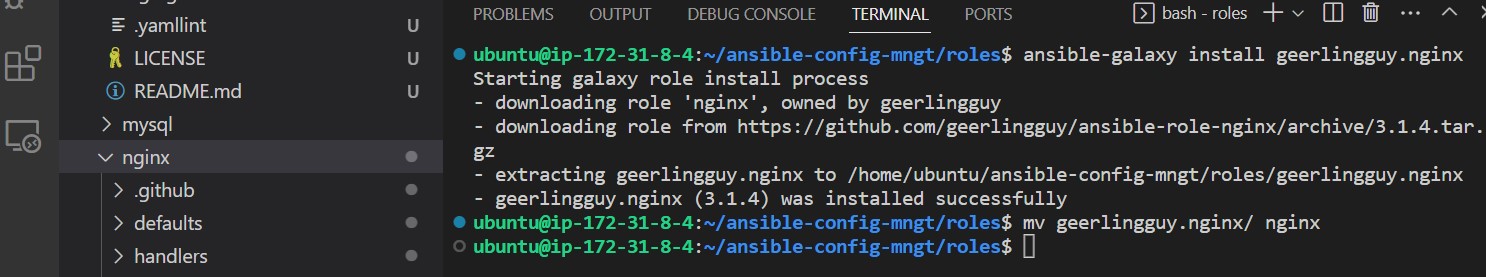 .yamllint U
LICENSE U
README.md U
mysql
nginx
.github
defaults
handlers
PROBLEMS OUTPUT DEBUG CONSOLE TERMINAL PORTS
bash - roles
ubuntu@ip-172-31-8-4:~/ansible-config-mngt/roles$ ansible-galaxy install geerlingguy.nginx
Starting galaxy role install process
- downloading role 'nginx', owned by geerlingguy
- downloading role from https://github.com/geerlingguy/ansible-role-nginx/archive/3.1.4.tar.
gz
- extracting geerlingguy.nginx to /home/ubuntu/ansible-config-mngt/roles/geerlingguy.nginx
- geerlingguy.nginx (3.1.4) was installed successfully
ubuntu@ip-172-31-8-4:~/ansible-config-mngt/roles$ mv geerlingguy.nginx/ nginx
ubuntu@ip-172-31-8-4:~/ansible-config-mngt/roles$